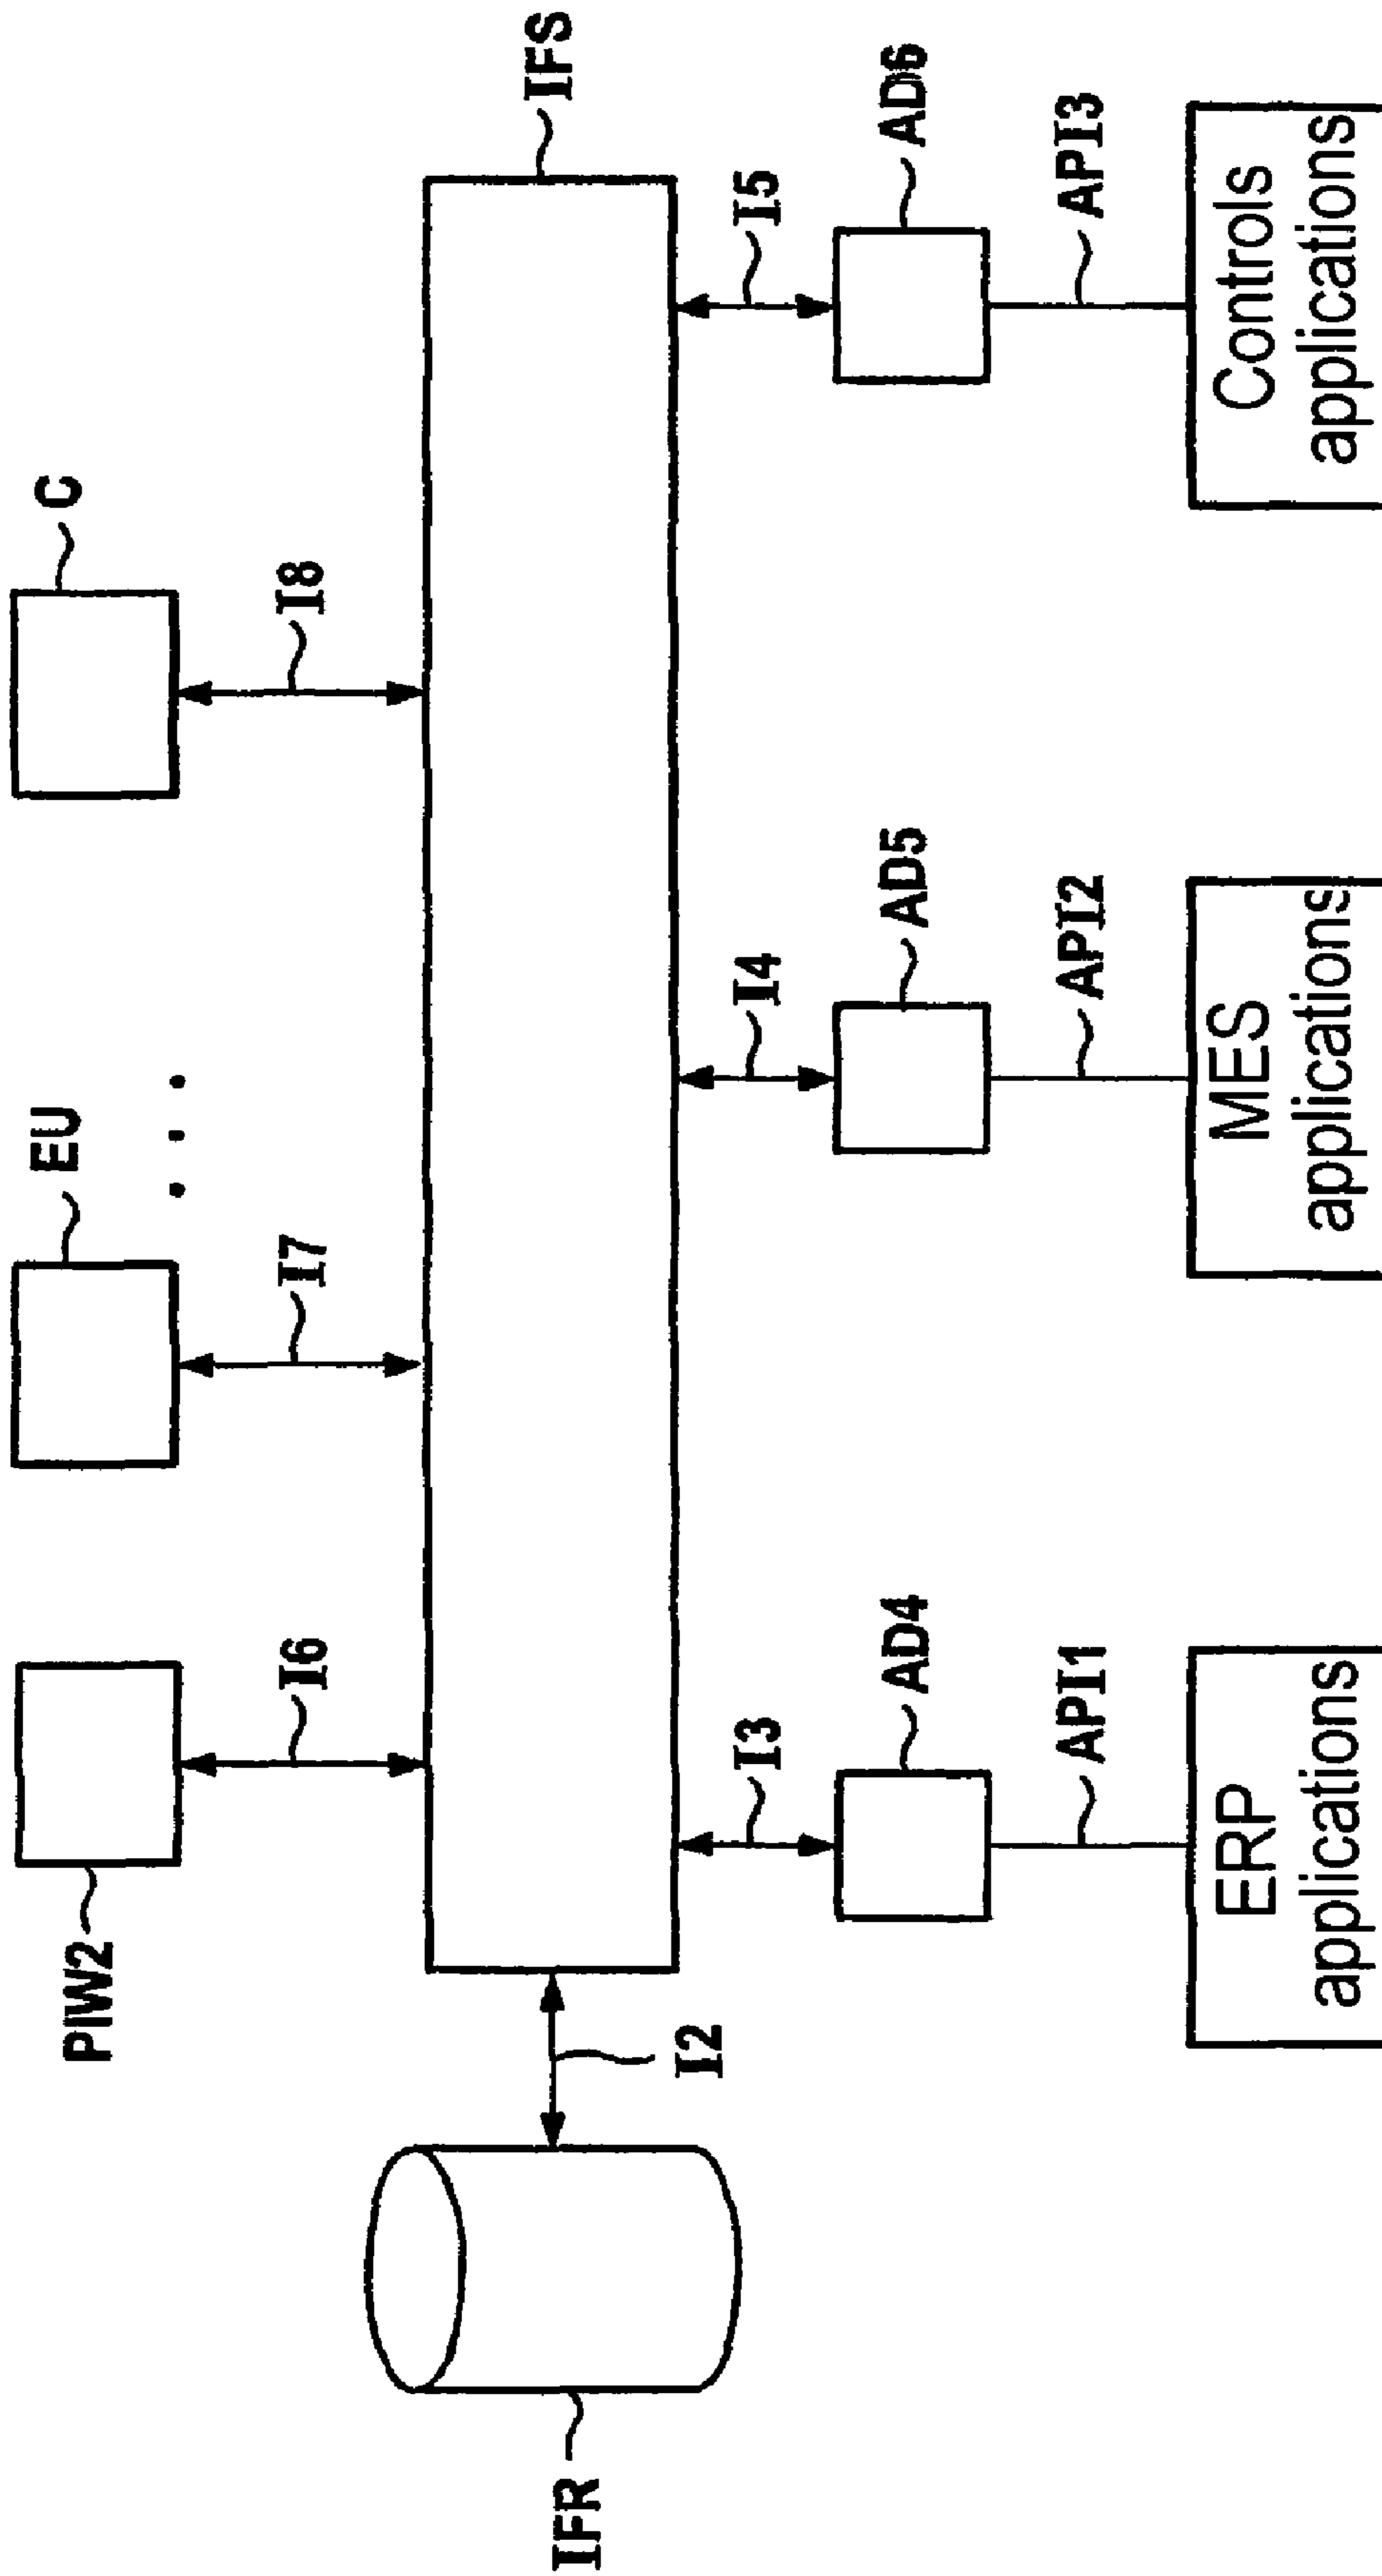 PIW2
EU
C
I6
I7
I8
IFS
IFR
I2
I3
I4
I5
AD4
AD5
AD6
API1
API2
API3
ERP
applications
MES
applications
Controls
applications